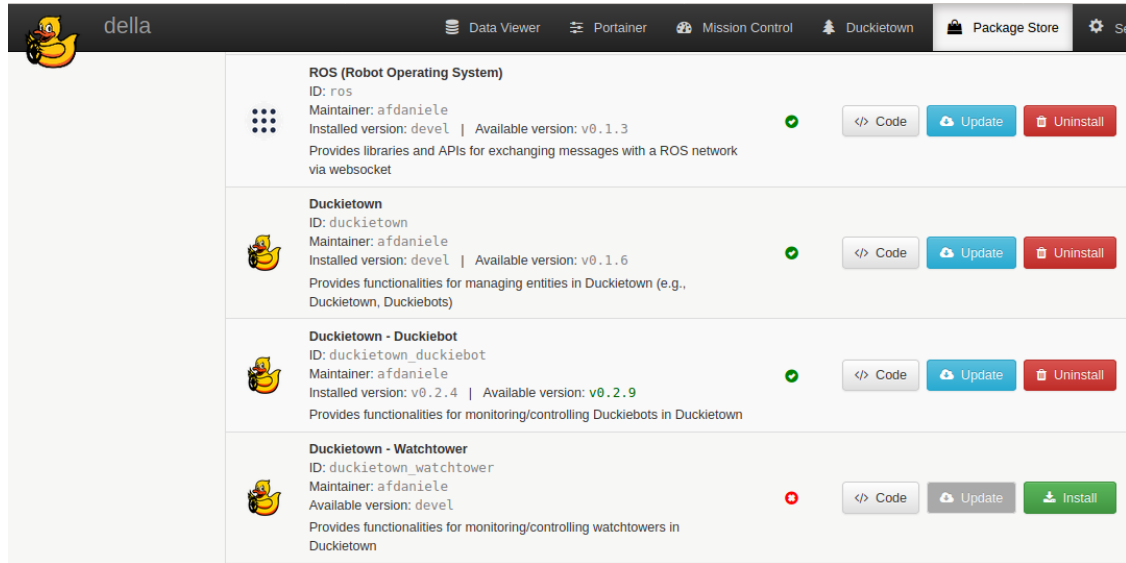 della Data Viewer Portainer Mission Control Duckietown Package Store
ROS (Robot Operating System)
ID: ros
Maintainer: afdaniele
Installed version: devel | Available version: v0.1.3
Provides libraries and APIs for exchanging messages with a ROS network
via websocket
</> Code Update Uninstall
Duckietown
ID: duckietown
Maintainer: afdaniele
Installed version: devel | Available version: v0.1.6
Provides functionalities for managing entities in Duckietown (e.g.,
Duckietown, Duckiebots)
</> Code Update Uninstall
Duckietown - Duckiebot
ID: duckietown_duckiebot
Maintainer: afdaniele
Installed version: v0.2.4 | Available version: v0.2.9
Provides functionalities for monitoring/controlling Duckiebots in Duckietown
</> Code Update Uninstall
Duckietown - Watchtower
ID: duckietown_watchtower
Maintainer: afdaniele
Available version: devel
Provides functionalities for monitoring/controlling watchtowers in
Duckietown
</> Code Update Install